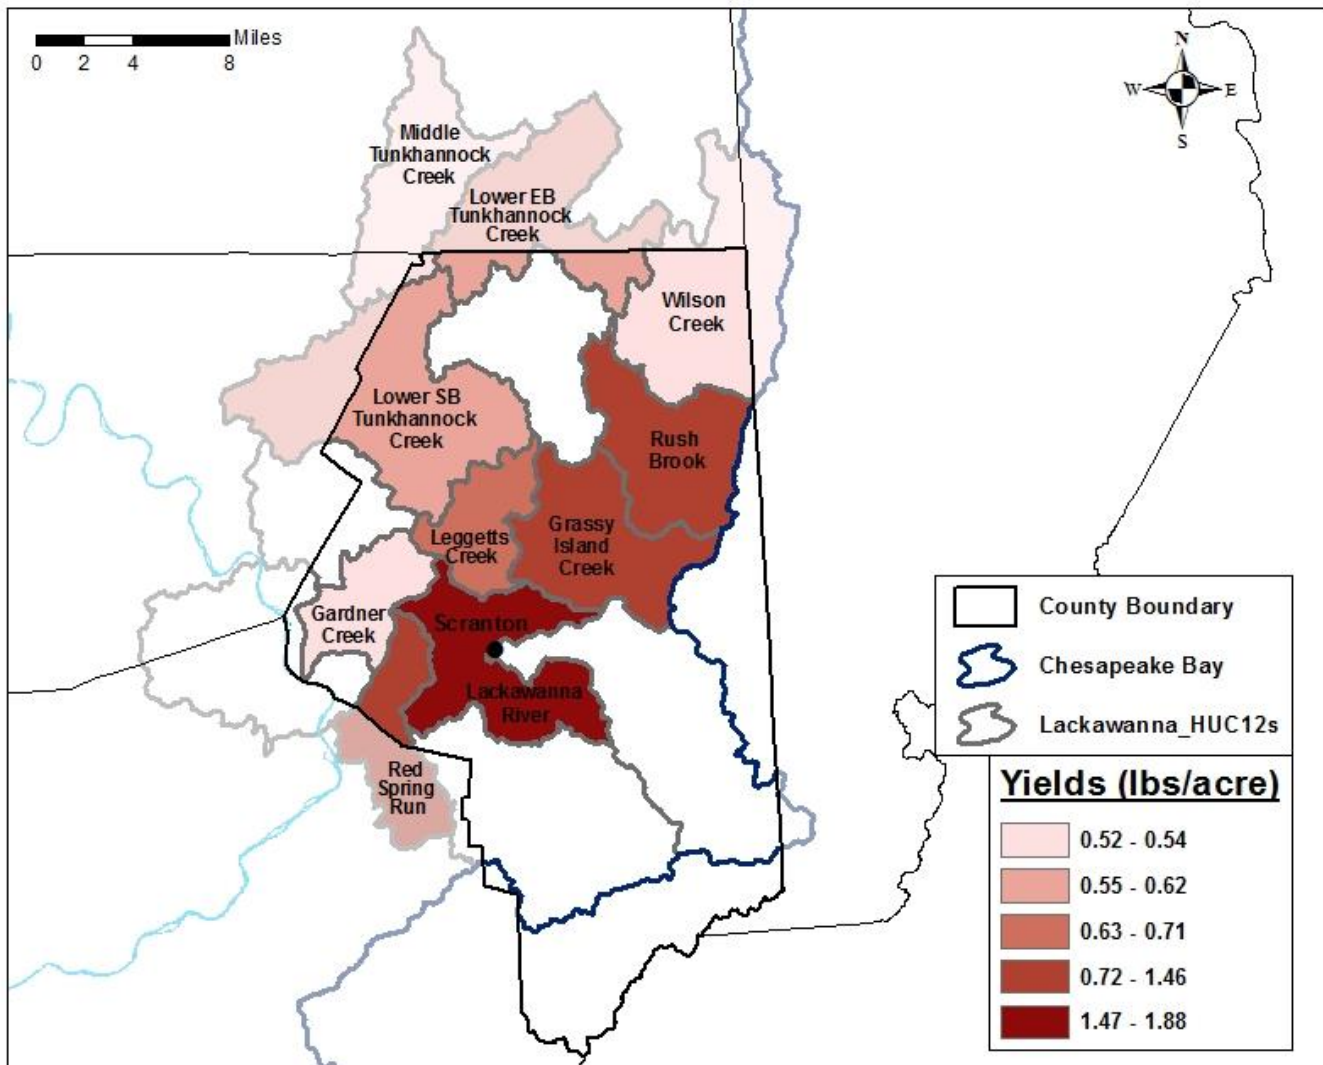 Miles
0 2 4 8
N
W E
S
Middle
Tunkhannock
Creek
Lower EB
Tunkhannock
Creek
Wilson
Creek
Lower SB
Tunkhannock
Creek
Rush
Brook
Leggetts
Creek
Grassy
Island
Creek
Gardner
Creek
Scranton
Lackawanna
River
Red
Spring
Run
County Boundary
Chesapeake Bay
Lackawanna_HUC12s
Yields (lbs/acre)
0.52 - 0.54
0.55 - 0.62
0.63 - 0.71
0.72 - 1.46
1.47 - 1.88